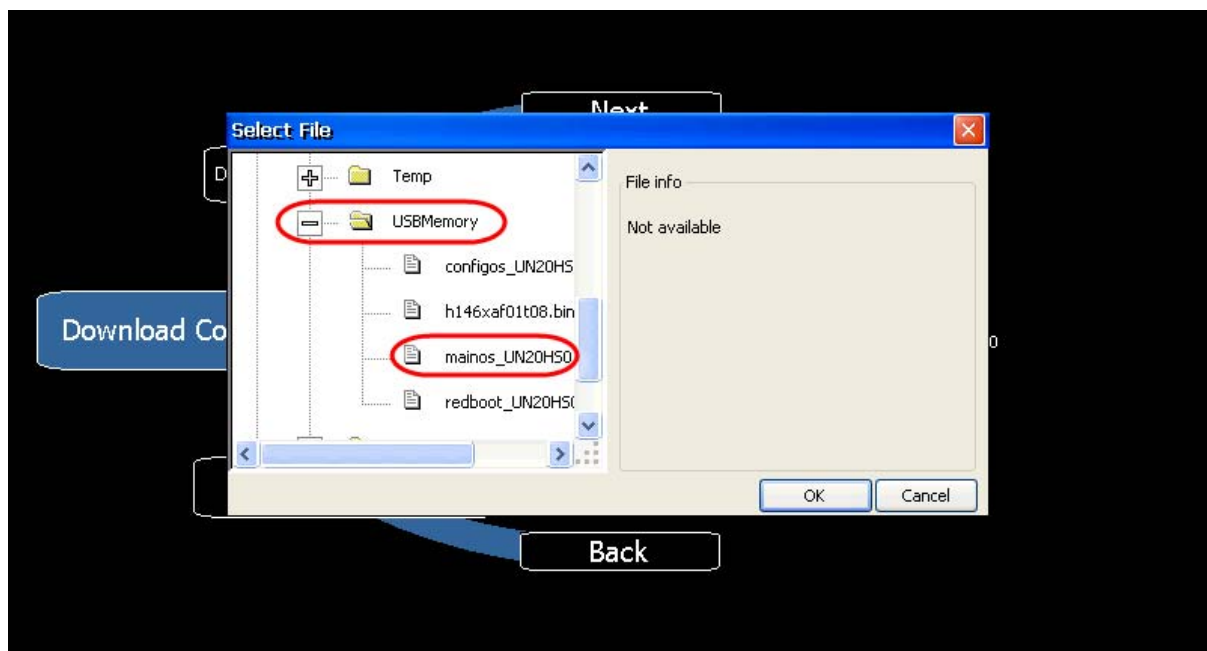 Next
Select File
D
Temp
USBMemory
configos_UN20HS
h146xaf01t08.bin
mainos_UN20HS0
redboot_UN20HS
File info
Not available
Download Co
0
OK
Cancel
Back